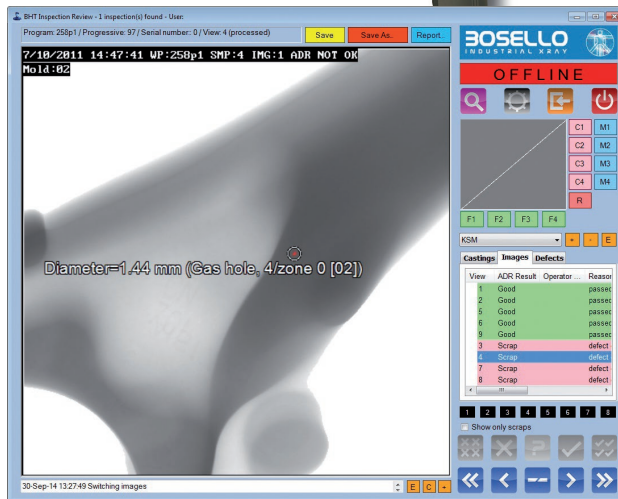 BHT Inspection Review - 1 inspection(s) found - User:
Program: 258p1 / Progressive: 97 / Serial number:: 0 / View: 4 (processed)
Save
Save As..
Report..
7/10/2011 14:47:41 WP:258p1 SMP:4 IMG:1 ADR NOT OK
Mold:02
Diameter=1.44 mm (Gas hole, 4/zone 0 [02])
30-Sep-14 13:27:49 Switching images
E C +
BOSELLO
INDUSTRIAL XRAY
OFFLINE
C1 M1
C2 M2
C3 M3
C4 M4
R
F1 F2 F3 F4
KSM + - E
Castings Images Defects
View ADR Result Operator ... Reason
1 Good passed
2 Good passed
5 Good passed
6 Good passed
9 Good passed
3 Scrap defect
4 Scrap defect
7 Scrap defect
8 Scrap defect
1 2 3 4 5 6 7 8
Show only scraps